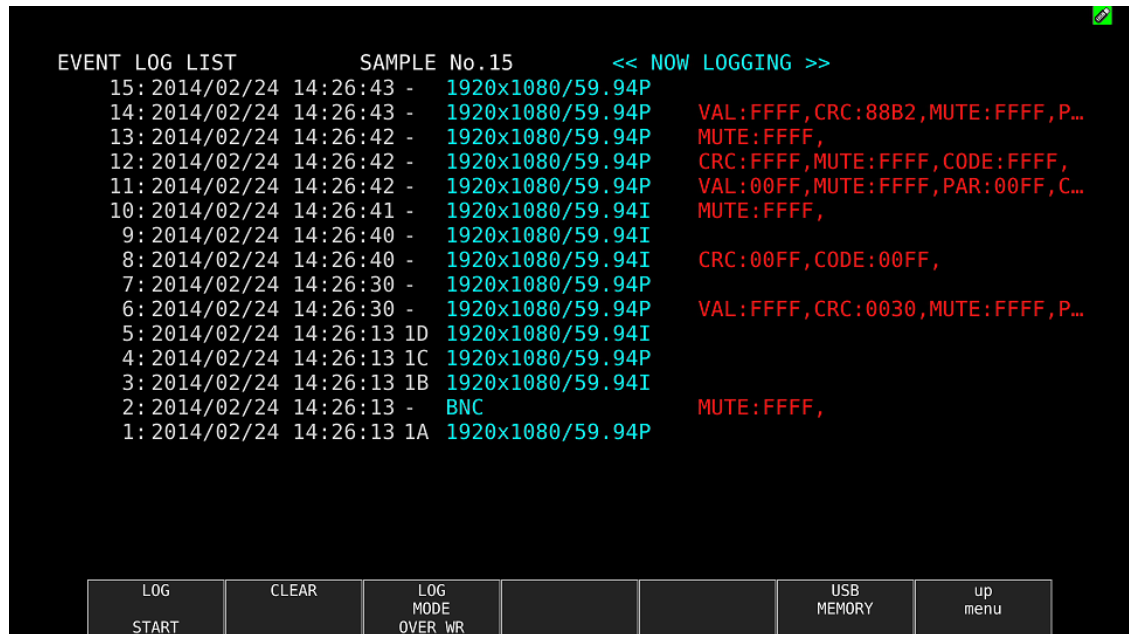 EVENT LOG LIST SAMPLE No.15 << NOW LOGGING >>
15:2014/02/24 14:26:43 - 1920x1080/59.94P
14:2014/02/24 14:26:43 - 1920x1080/59.94P VAL:FFFF,CRC:88B2,MUTE:FFFF,P…
13:2014/02/24 14:26:42 - 1920x1080/59.94P MUTE:FFFF,
12:2014/02/24 14:26:42 - 1920x1080/59.94P CRC:FFFF,MUTE:FFFF,CODE:FFFF,
11:2014/02/24 14:26:42 - 1920x1080/59.94P VAL:00FF,MUTE:FFFF,PAR:00FF,C…
10:2014/02/24 14:26:41 - 1920x1080/59.94I MUTE:FFFF,
9:2014/02/24 14:26:40 - 1920x1080/59.94I
8:2014/02/24 14:26:40 - 1920x1080/59.94I CRC:00FF,CODE:00FF,
7:2014/02/24 14:26:30 - 1920x1080/59.94P
6:2014/02/24 14:26:30 - 1920x1080/59.94P VAL:FFFF,CRC:0030,MUTE:FFFF,P…
5:2014/02/24 14:26:13 1D 1920x1080/59.94I
4:2014/02/24 14:26:13 1C 1920x1080/59.94P
3:2014/02/24 14:26:13 1B 1920x1080/59.94I
2:2014/02/24 14:26:13 - BNC MUTE:FFFF,
1:2014/02/24 14:26:13 1A 1920x1080/59.94P
LOG
START
CLEAR
LOG
MODE
OVER WR
USB
MEMORY
up
menu